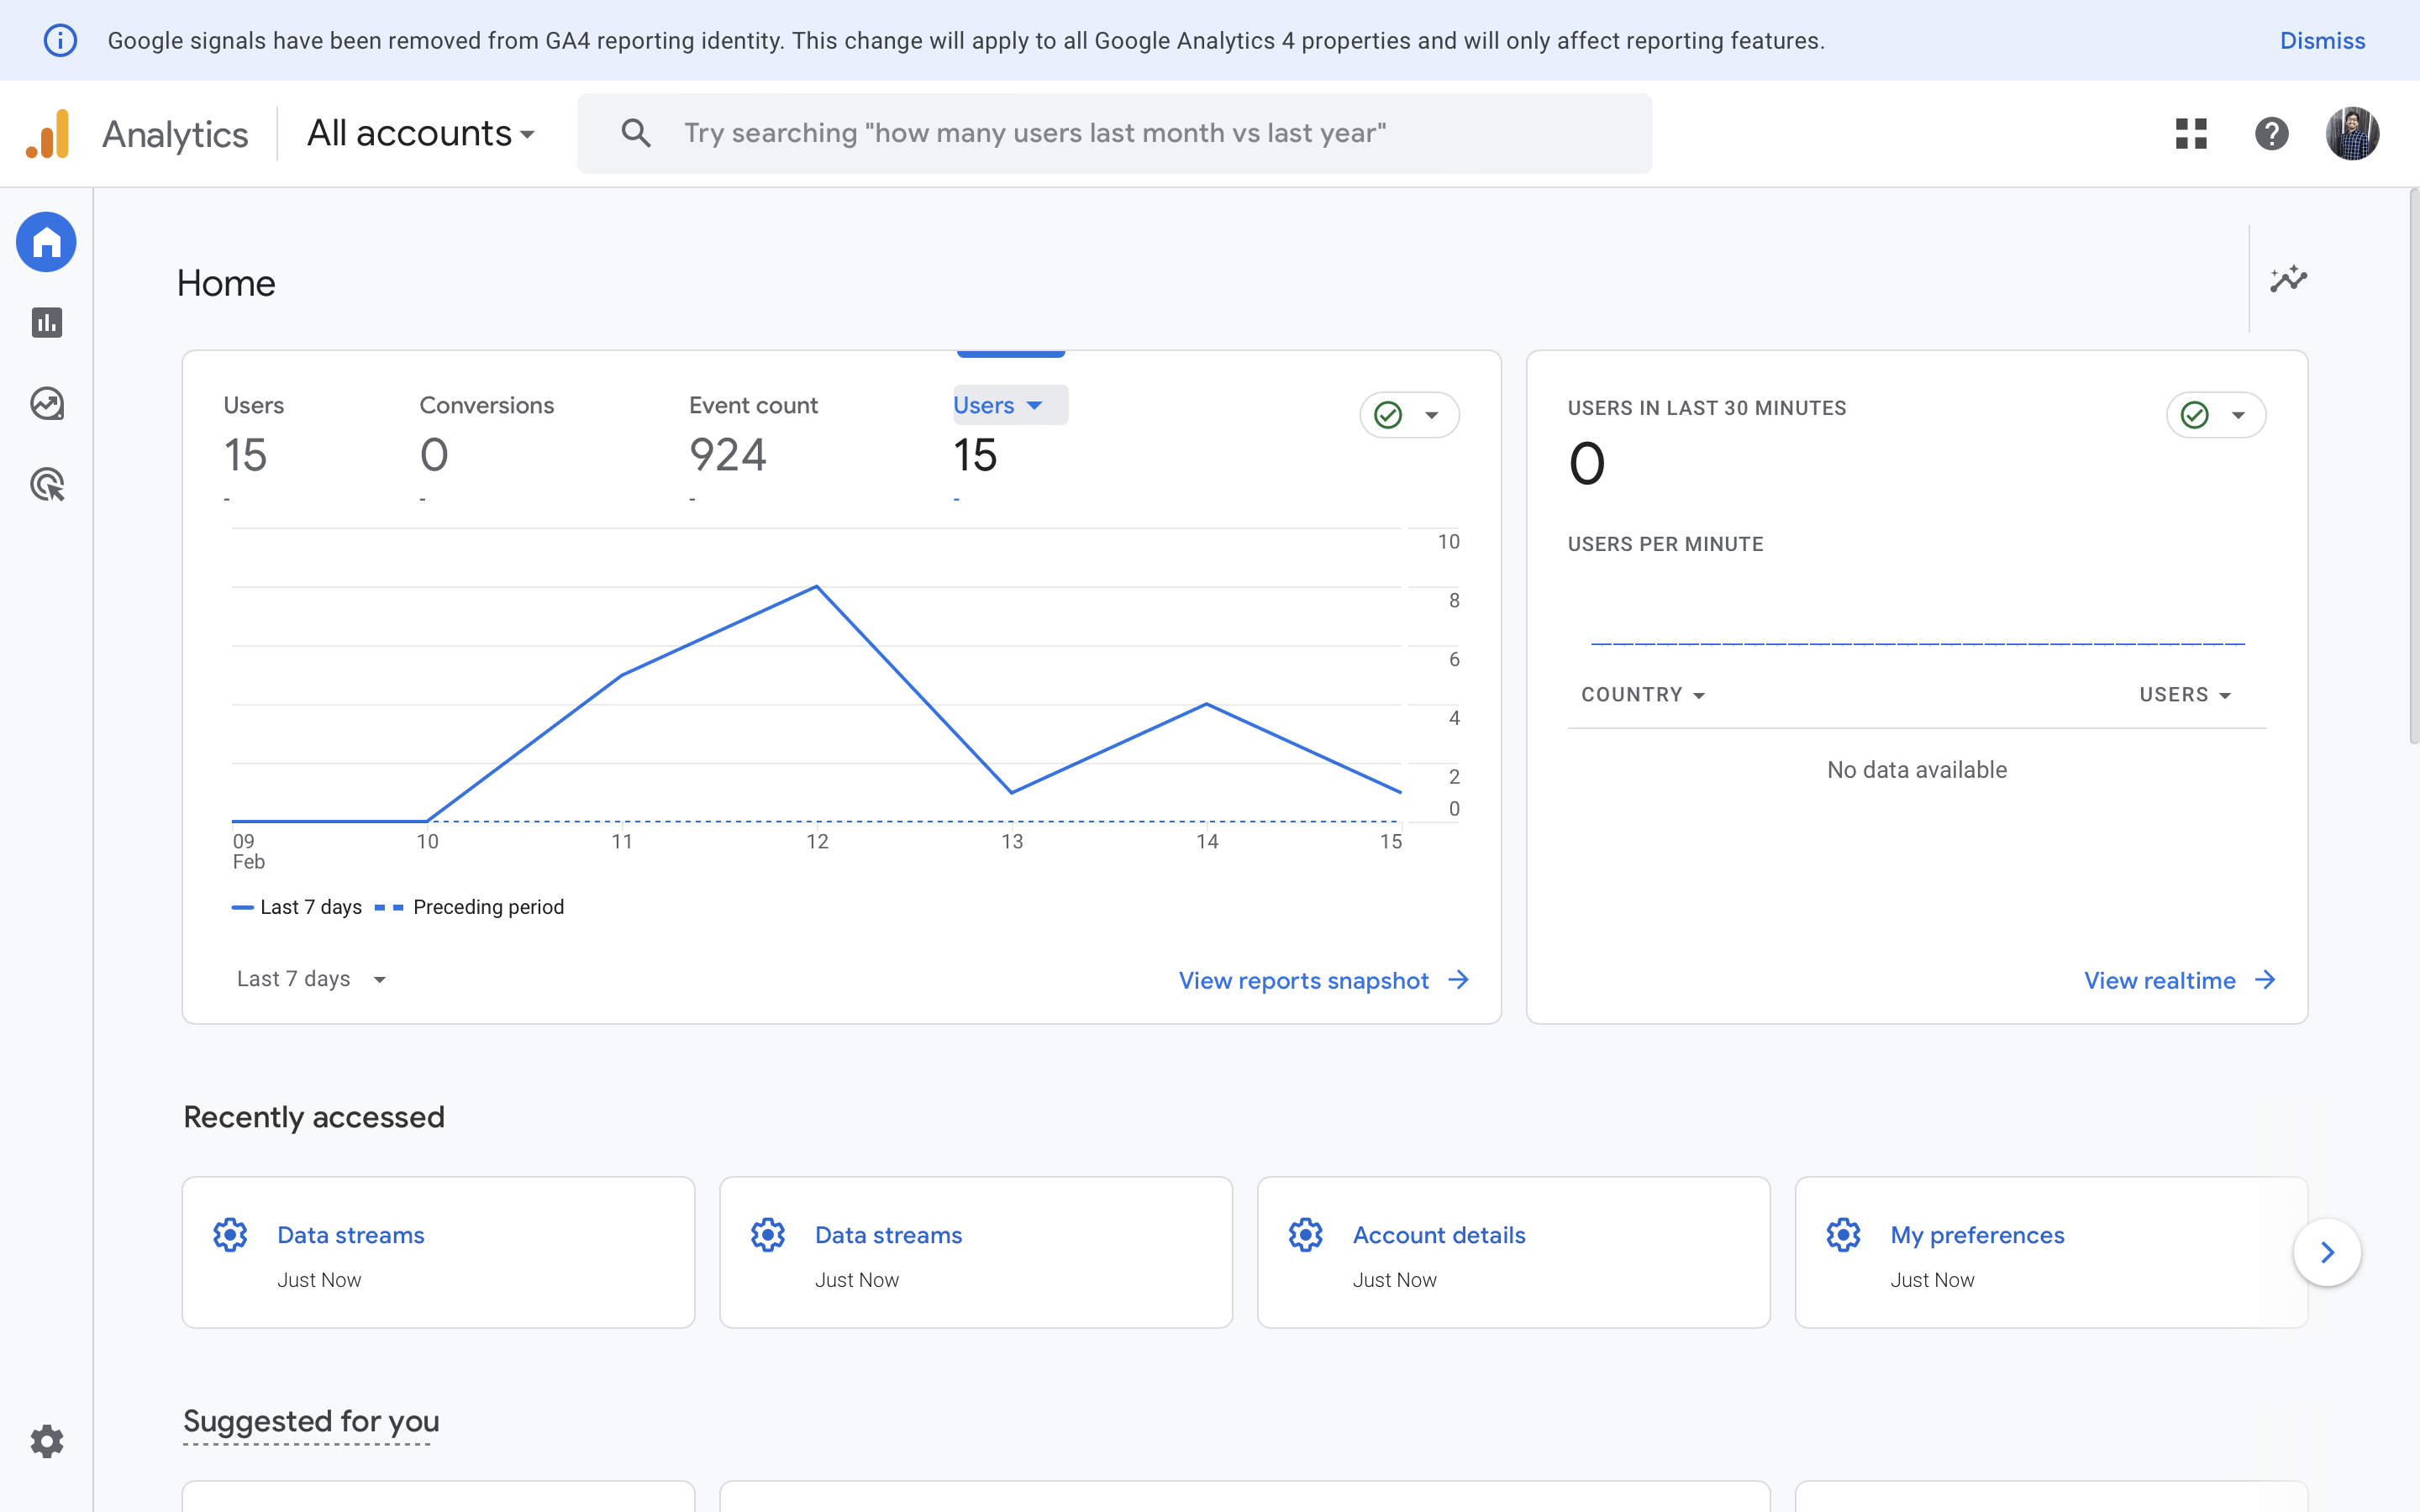 Google signals have been removed from GA4 reporting identity. This change will apply to all Google Analytics 4 properties and will only affect reporting features.
Dismiss
Analytics
All accounts
Try searching "how many users last month vs last year"
Home
Users
15
-
Conversions
0
-
Event count
924
-
Users
15
-
10
8
6
4
2
0
09
Feb
10
11
12
13
14
15
Last 7 days
Preceding period
Last 7 days
View reports snapshot
USERS IN LAST 30 MINUTES
0
USERS PER MINUTE
COUNTRY
USERS
No data available
View realtime
Recently accessed
Data streams
Just Now
Data streams
Just Now
Account details
Just Now
My preferences
Just Now
Suggested for you